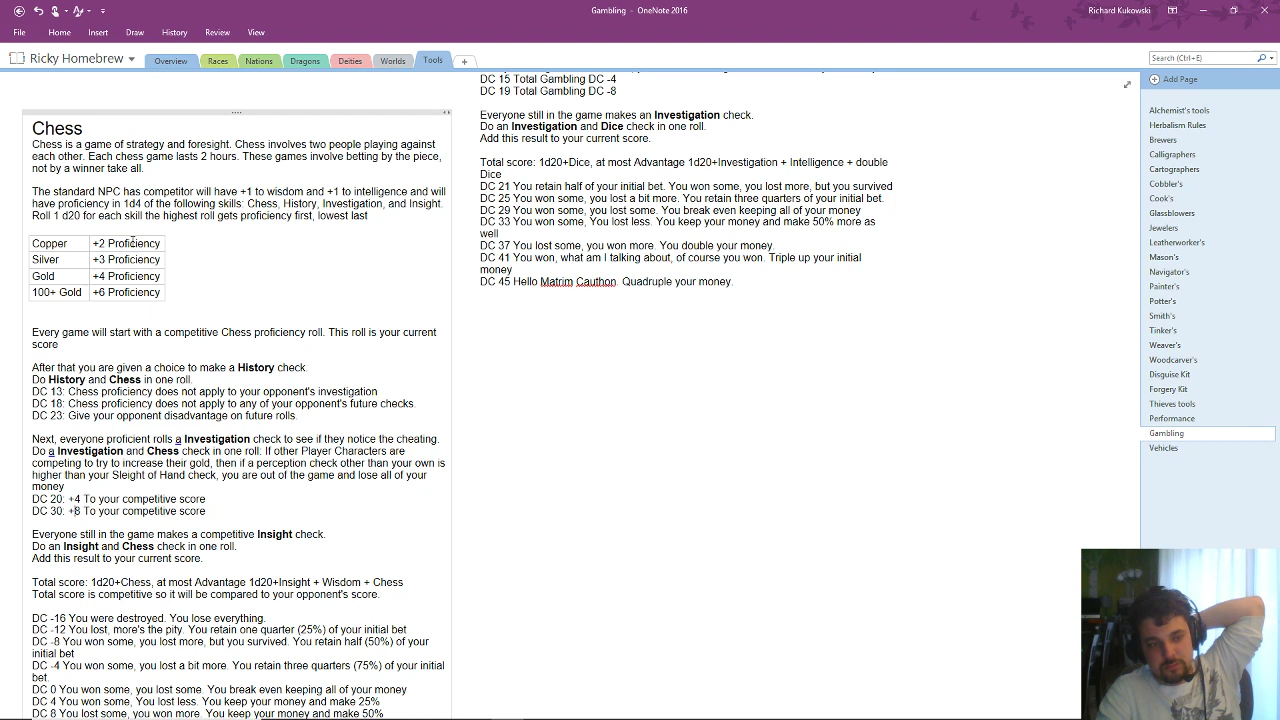 Gambling - OneNote 2016
Richard Kukowski
File Home Insert Draw History Review View
Ricky Homebrew
Overview Races Nations Dragons Deities Worlds Tools
Search (Ctrl+E)
Chess
Chess is a game of strategy and foresight. Chess involves two people playing against
each other. Each chess game lasts 2 hours. These games involve betting by the piece,
not by a winner take all.
The standard NPC has competitor will have +1 to wisdom and +1 to intelligence and will
have proficiency in 1d4 of the following skills: Chess, History, Investigation, and Insight.
Roll 1 d20 for each skill the highest roll gets proficiency first, lowest last
Copper +2 Proficiency
Silver +3 Proficiency
Gold +4 Proficiency
100+ Gold +6 Proficiency
Every game will start with a competitive Chess proficiency roll. This roll is your current
score
After that you are given a choice to make a History check.
Do History and Chess in one roll.
DC 13: Chess proficiency does not apply to your opponent's investigation
DC 18: Chess proficiency does not apply to any of your opponent's future checks.
DC 23: Give your opponent disadvantage on future rolls.
Next, everyone proficient rolls a Investigation check to see if they notice the cheating.
Do a Investigation and Chess check in one roll: If other Player Characters are
competing to try to increase their gold, then if a perception check other than your own is
higher than your Sleight of Hand check, you are out of the game and lose all of your
money
DC 20: +4 To your competitive score
DC 30: +8 To your competitive score
Everyone still in the game makes a competitive Insight check.
Do an Insight and Chess check in one roll.
Add this result to your current score.
Total score: 1d20+Chess, at most Advantage 1d20+Insight + Wisdom + Chess
Total score is competitive so it will be compared to your opponent's score.
DC -16 You were destroyed. You lose everything.
DC -12 You lost, more's the pity. You retain one quarter (25%) of your initial bet
DC -8 You won some, you lost more, but you survived. You retain half (50%) of your
initial bet
DC -4 You won some, you lost a bit more. You retain three quarters (75%) of your initial
bet.
DC 0 You won some, you lost some. You break even keeping all of your money
DC 4 You won some, You lost less. You keep your money and make 25%
DC 8 You lost some, you won more. You keep your money and make 50%
DC 15 Total Gambling DC -4
DC 19 Total Gambling DC -8
Everyone still in the game makes an Investigation check.
Do an Investigation and Dice check in one roll.
Add this result to your current score.
Total score: 1d20+Dice, at most Advantage 1d20+Investigation + Intelligence + double
Dice
DC 21 You retain half of your initial bet. You won some, you lost more, but you survived
DC 25 You won some, you lost a bit more. You retain three quarters of your initial bet.
DC 29 You won some, you lost some. You break even keeping all of your money
DC 33 You won some, You lost less. You keep your money and make 50% more as
well
DC 37 You lost some, you won more. You double your money.
DC 41 You won, what am I talking about, of course you won. Triple up your initial
money
DC 45 Hello Matrim Cauthon. Quadruple your money.
Add Page
Alchemist's tools
Herbalism Rules
Brewers
Calligraphers
Cartographers
Cobbler's
Cook's
Glassblowers
Jewelers
Leatherworker's
Mason's
Navigator's
Painter's
Potter's
Smith's
Tinker's
Weaver's
Woodcarver's
Disguise Kit
Forgery Kit
Thieves tools
Performance
Gambling
Vehicles